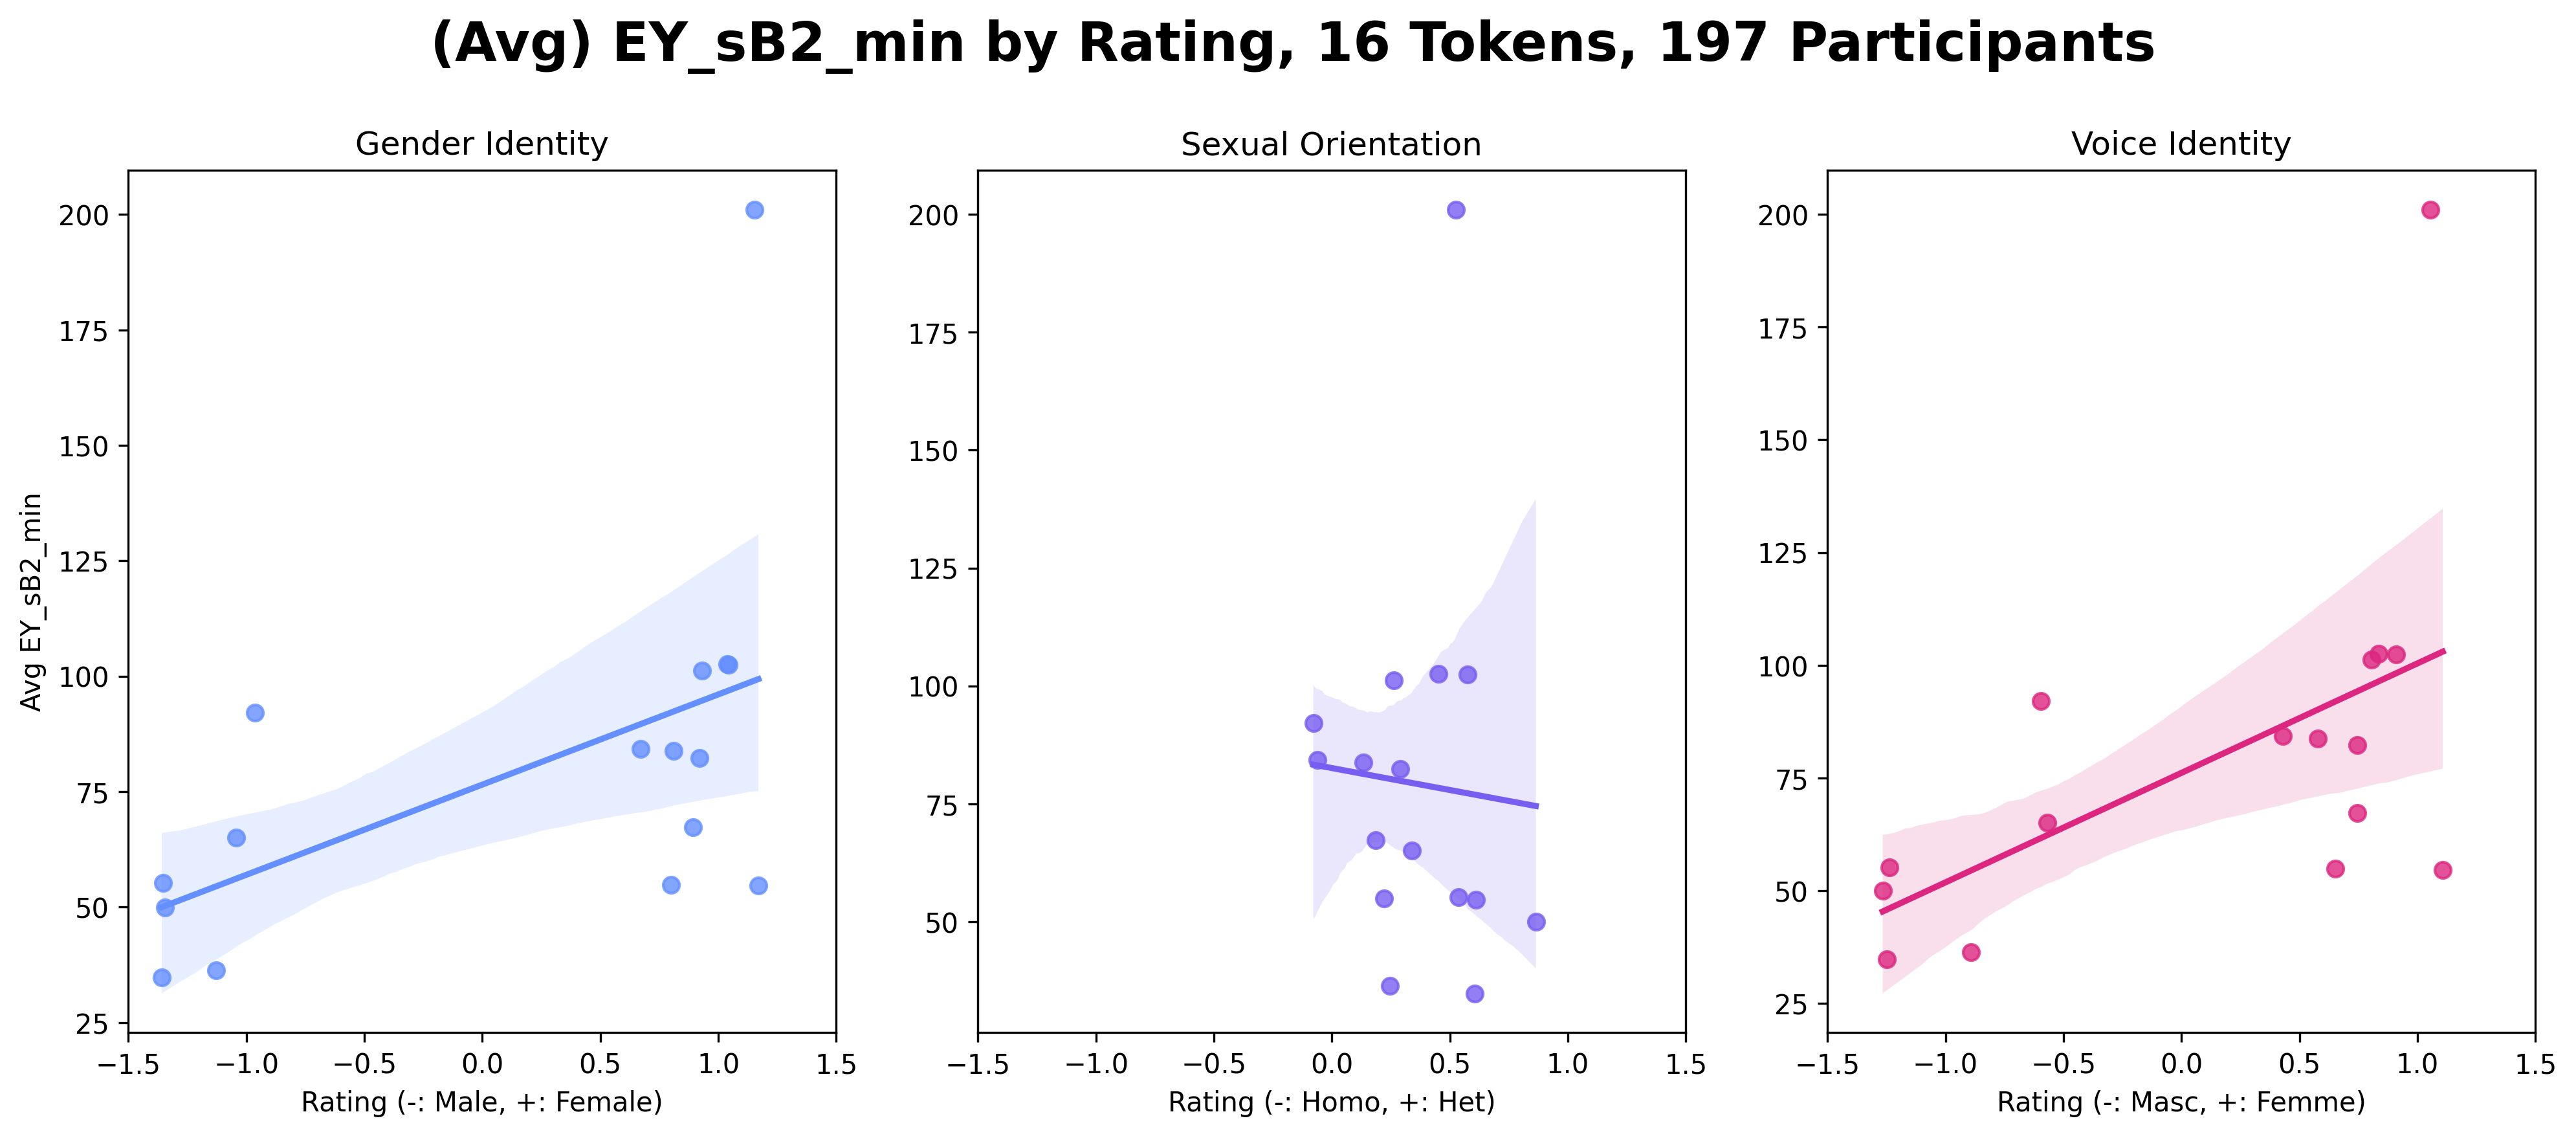 (Avg) EY_sB2_min by Rating, 16 Tokens, 197 Participants
Gender Identity
Avg EY_sB2_min
200
175
150
125
100
75
50
25
−1.5 −1.0 −0.5 0.0 0.5 1.0 1.5
Rating (-: Male, +: Female)
Sexual Orientation
200
175
150
125
100
75
50
−1.5 −1.0 −0.5 0.0 0.5 1.0 1.5
Rating (-: Homo, +: Het)
Voice Identity
200
175
150
125
100
75
50
25
−1.5 −1.0 −0.5 0.0 0.5 1.0 1.5
Rating (-: Masc, +: Femme)